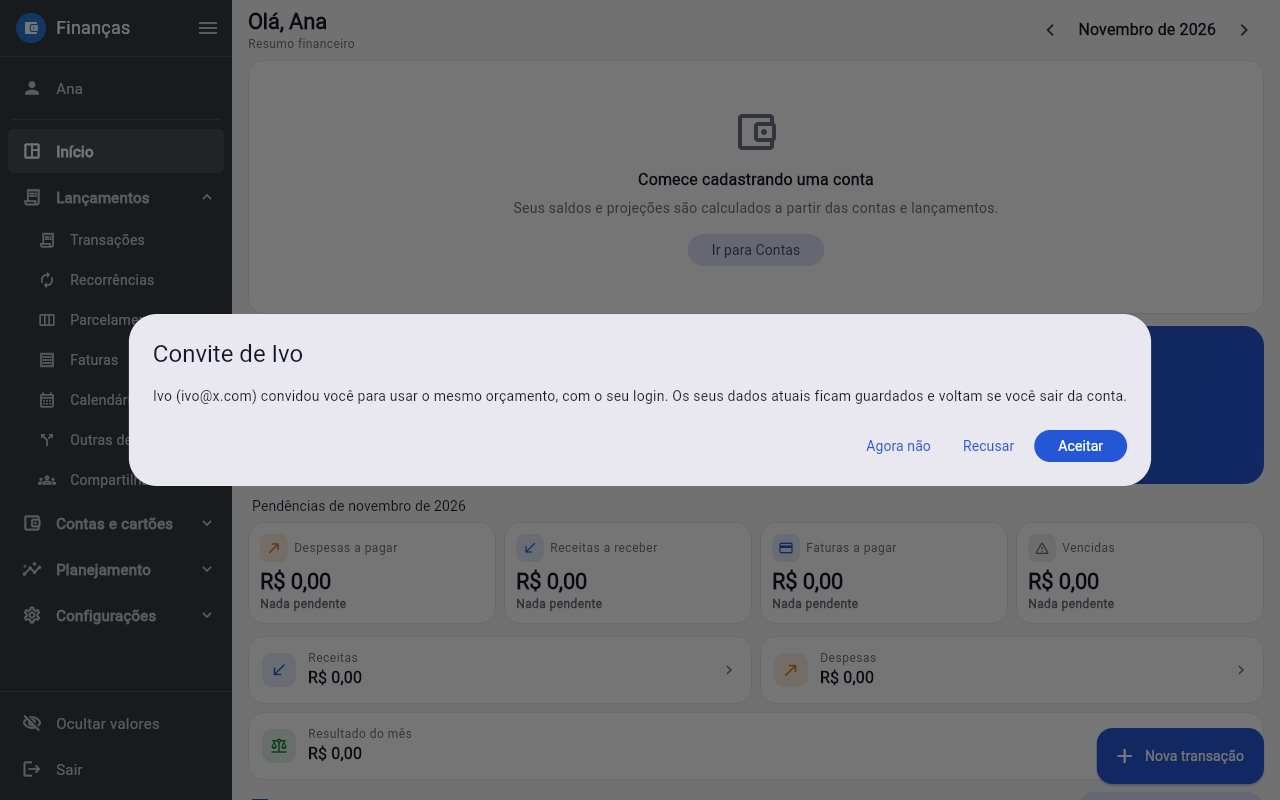 Finanças
Olá, Ana
Resumo financeiro
Novembro de 2026
Ana
Início
Lançamentos
Transações
Recorrências
Faturas
Contas e cartões
Planejamento
Configurações
Ocultar valores
Sair
Comece cadastrando uma conta
Seus saldos e projeções são calculados a partir das contas e lançamentos.
Ir para Contas
Convite de Ivo
Ivo (ivo@x.com) convidou você para usar o mesmo orçamento, com o seu login. Os seus dados atuais ficam guardados e voltam se você sair da conta.
Agora não
Recusar
Aceitar
Outras
Pendências de novembro de 2026
Despesas a pagar
R$ 0,00
Nada pendente
Receitas a receber
R$ 0,00
Nada pendente
Faturas a pagar
R$ 0,00
Nada pendente
Vencidas
R$ 0,00
Nada pendente
Receitas
R$ 0,00
Despesas
R$ 0,00
Resultado do mês
R$ 0,00
Nova transação